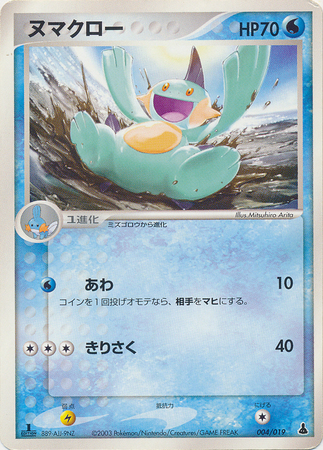 ヌマクロー HP70
Illus.Mitsuhiro Arita
1進化
ミズゴロウから進化
あわ 10
コインを1回投げオモテなら、相手をマヒにする。
きりさく 40
弱点 抵抗力 にげる
004/019
©2003 Pokémon/Nintendo/Creatures/GAME FREAK